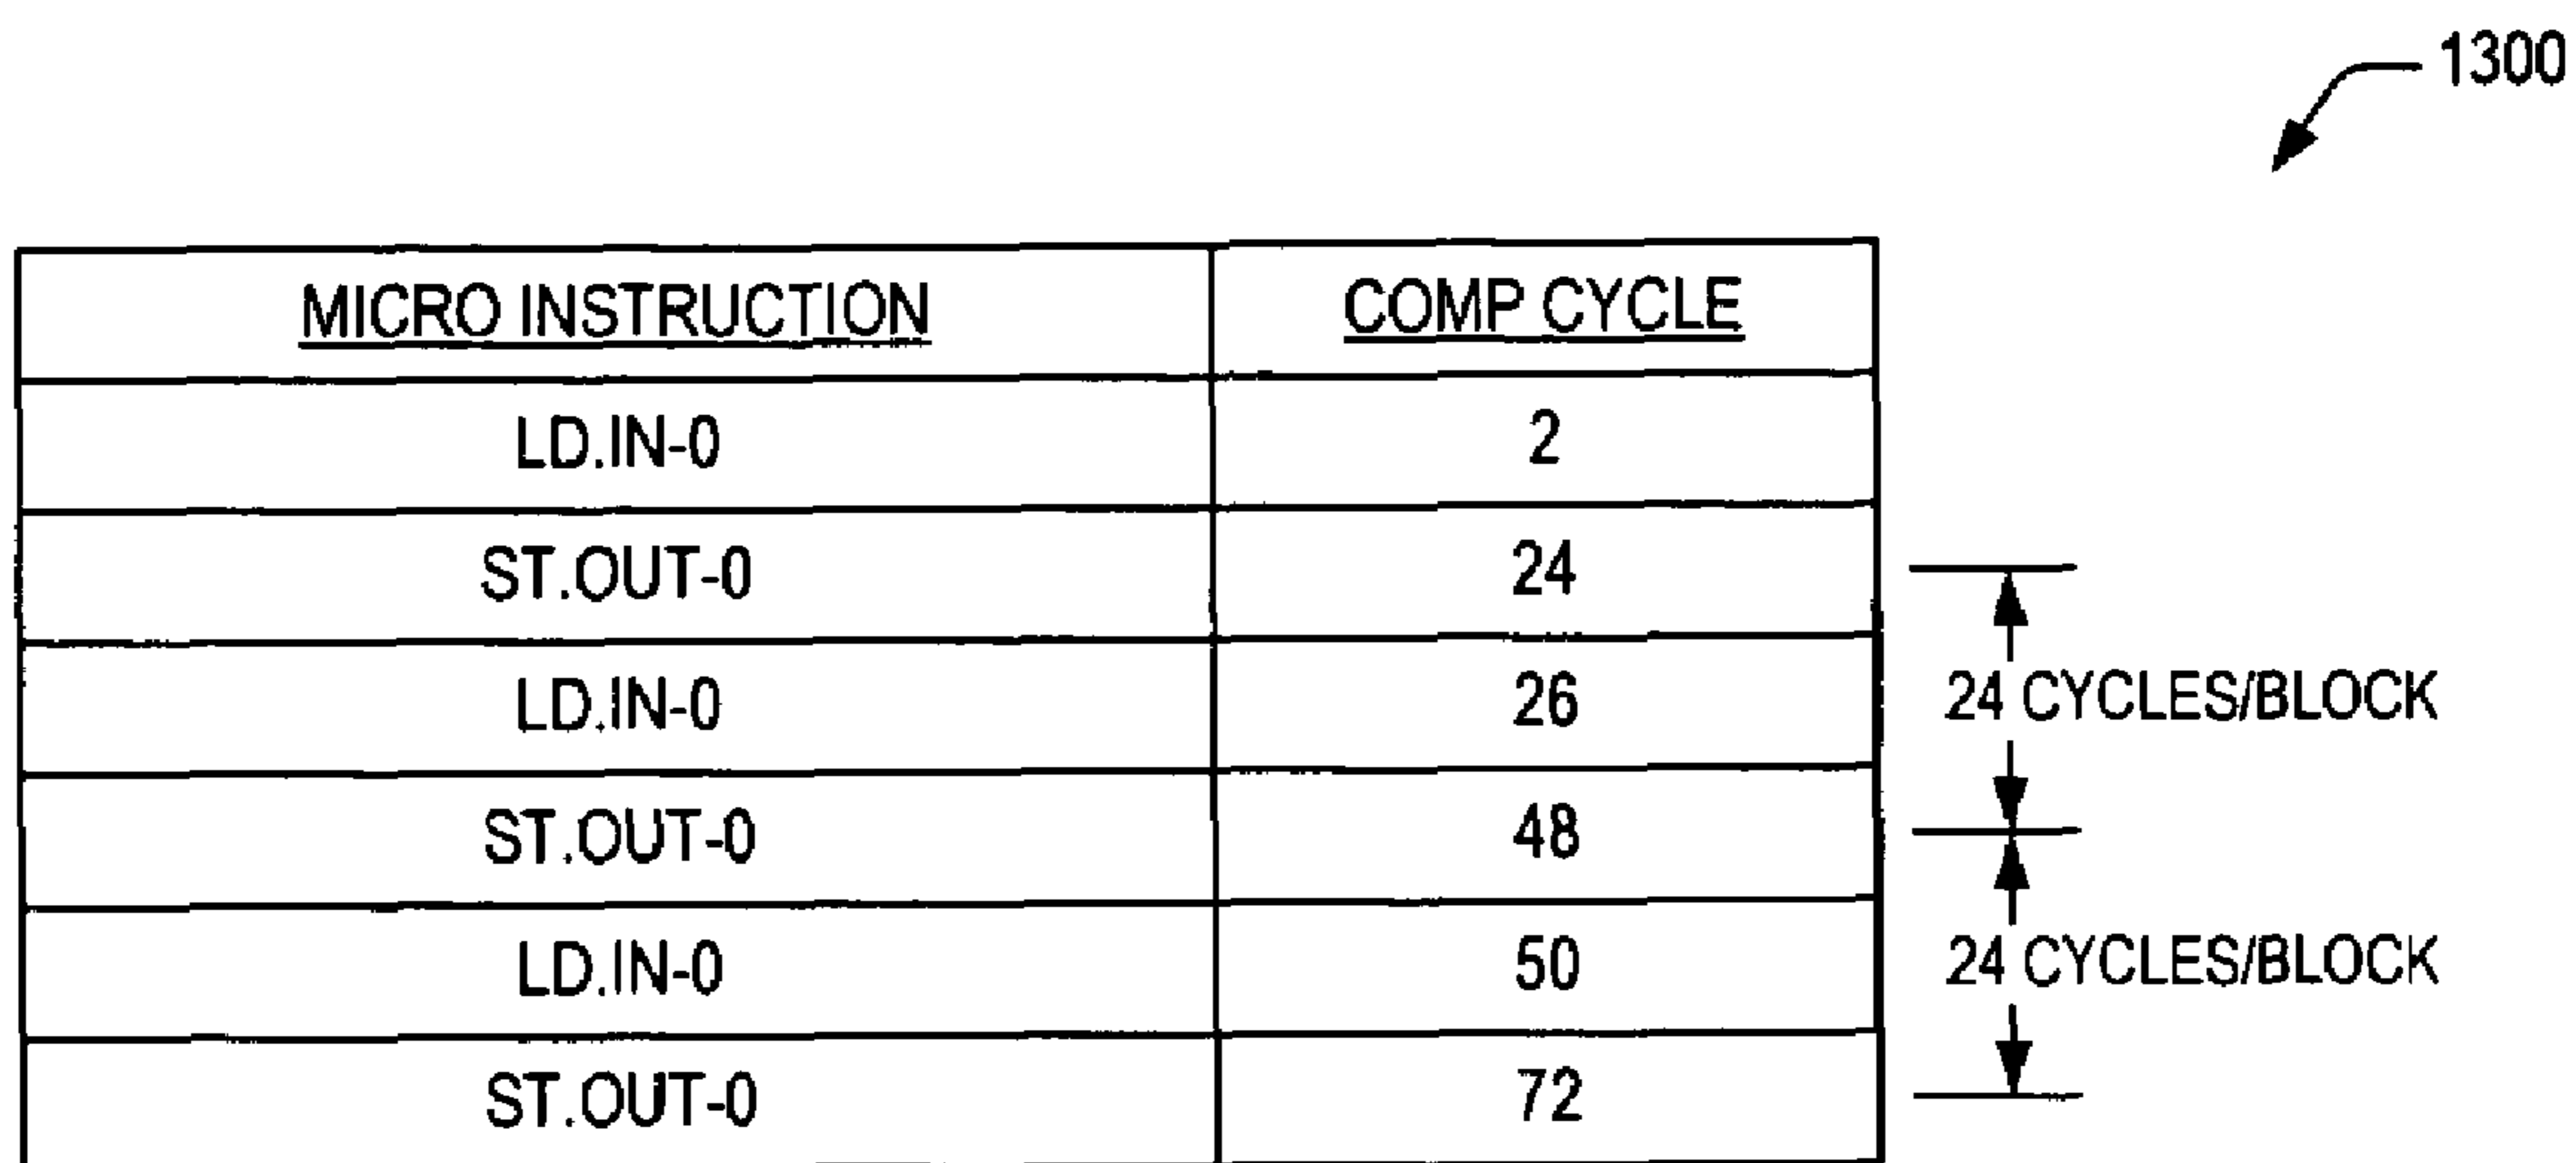 1300
MICRO INSTRUCTION COMP CYCLE
LD.IN-0 2
ST.OUT-0 24
LD.IN-0 26
24 CYCLES/BLOCK
ST.OUT-0 48
LD.IN-0 50
24 CYCLES/BLOCK
ST.OUT-0 72